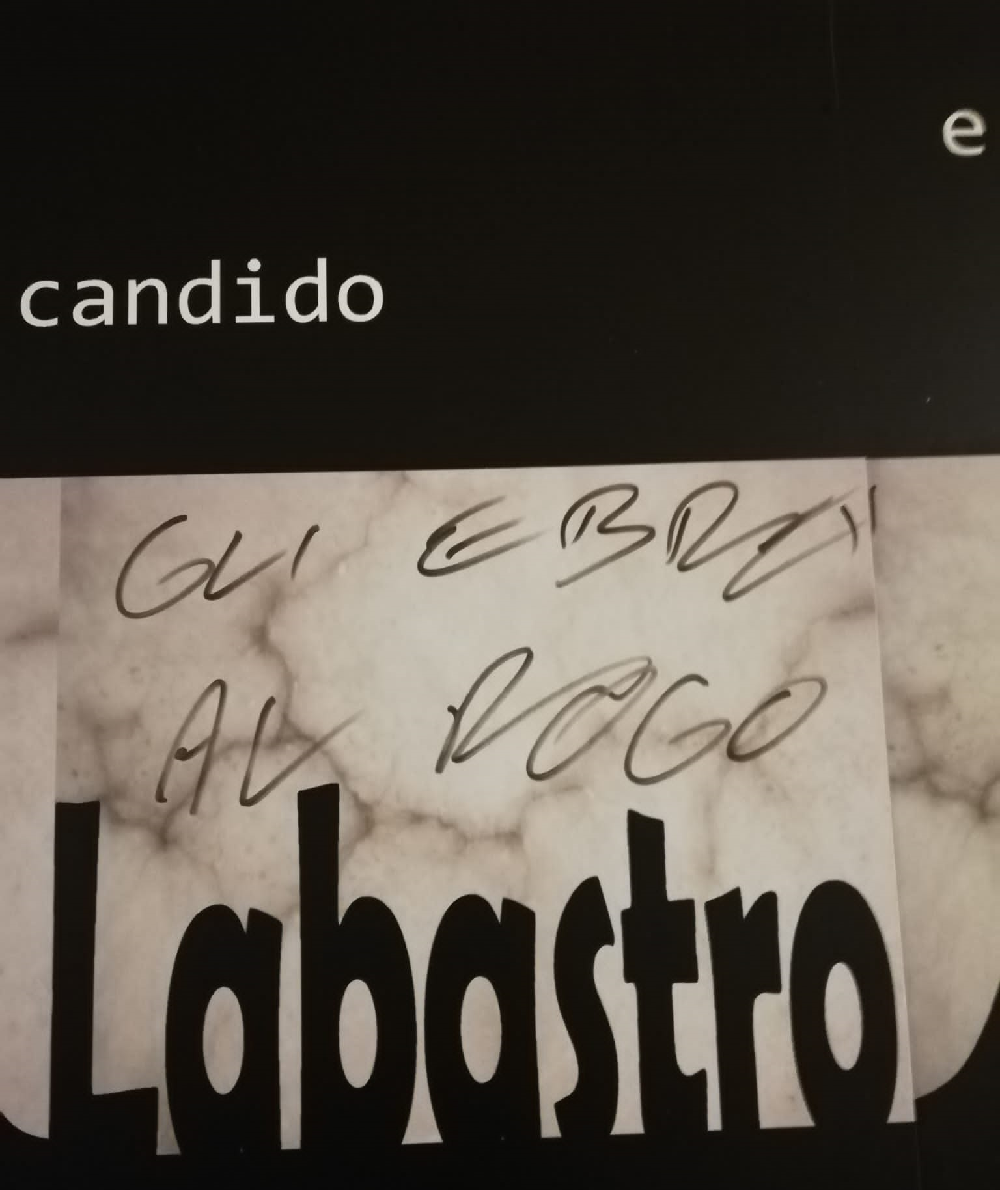 e
candido
GLI EBREI
AL ROGO
Labastro